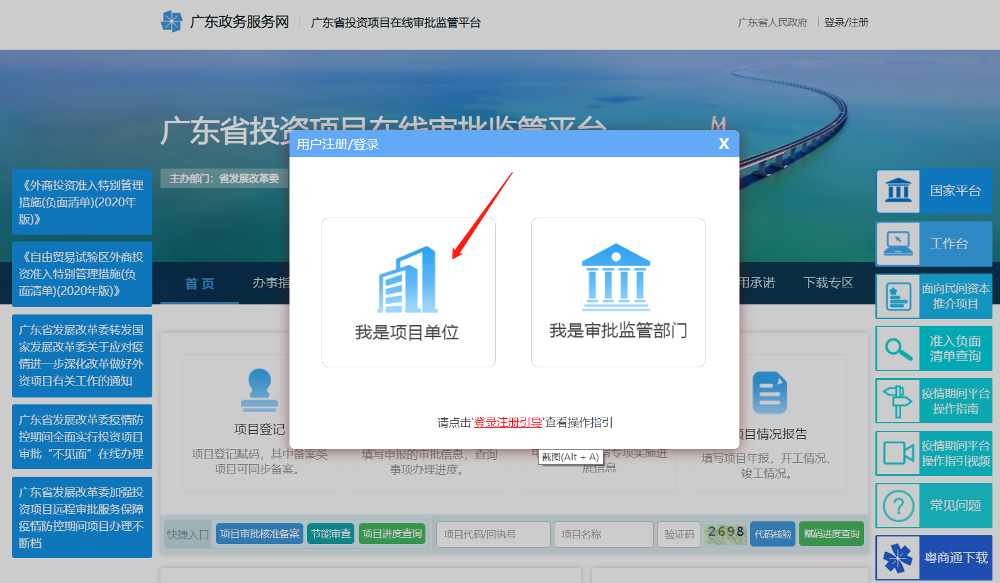 广东政务服务网
广东省投资项目在线审批监管平台
广东省人民政府
登录/注册
广东省投资项目在线审批监管平台
主办部门：省发展改革委
《外商投资准入特别管理
措施(负面清单)(2020年
版)》
《自由贸易试验区外商投
资准入特别管理措施(负
面清单)(2020年版)》
广东省发展改革委转发国
家发展改革委关于应对疫
情进一步深化改革做好外
资项目有关工作的通知
广东省发展改革委疫情防
控期间全面实行投资项目
审批“不见面”在线办理
广东省发展改革委加强投
资项目远程审批服务保障
疫情防控期间项目办理不
断档
首 页
办事指
用承诺
下载专区
用户注册/登录
X
我是项目单位
我是审批监管部门
请点击'登录注册引导'查看操作指引
截图(Alt + A)
项目登记
项目登记赋码，其中备案类
项目可同步备案。
填写申报的审批信息，查询
事项办理进度。
专项实施进
展信息
项目情况报告
填写项目年报，开工情况、
竣工情况。
快捷入口
项目审批核准备案
节能审查
项目进度查询
项目代码/回执号
项目名称
验证码
2698
代码核验
赋码进度查询
国家平台
工作台
面向民间资本
推介项目
准入负面
清单查询
疫情期间平台
操作指南
疫情期间平台
操作指引视频
常见问题
粤商通下载